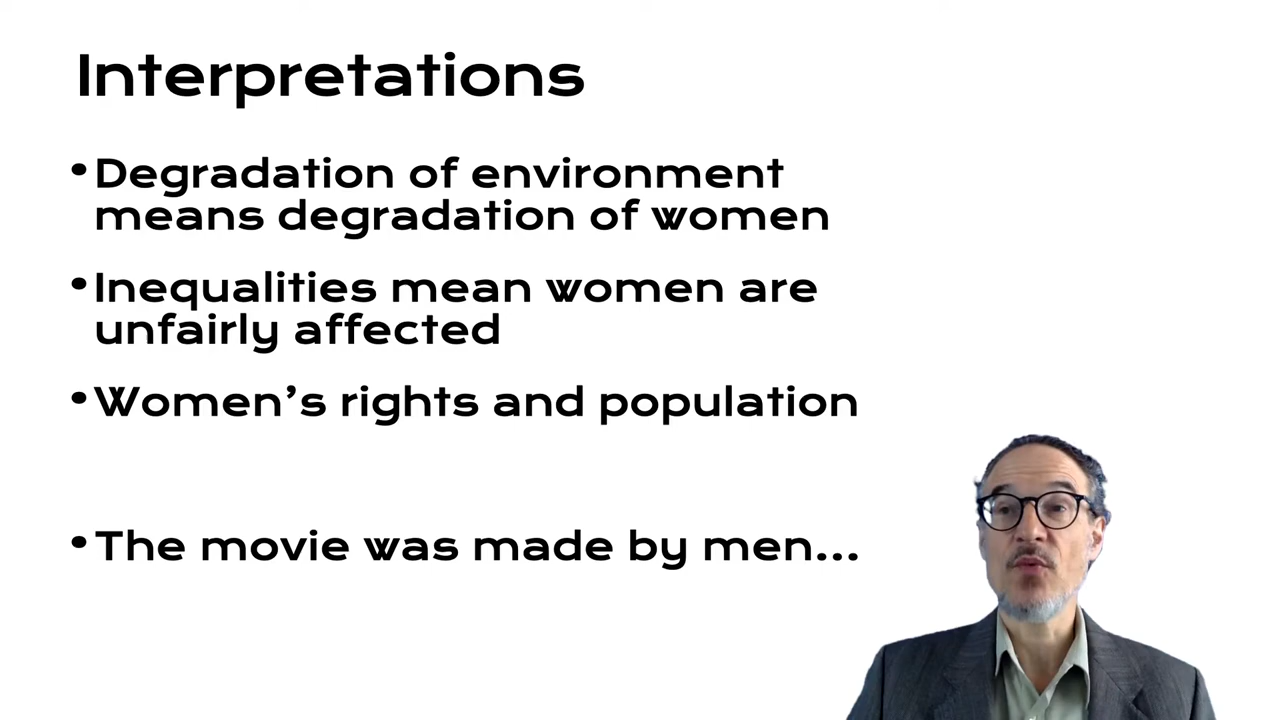 Interpretations
•Degradation of environment
means degradation of women
•Inequalities mean women are
unfairly affected
•Women’s rights and population
•The movie was made by men...